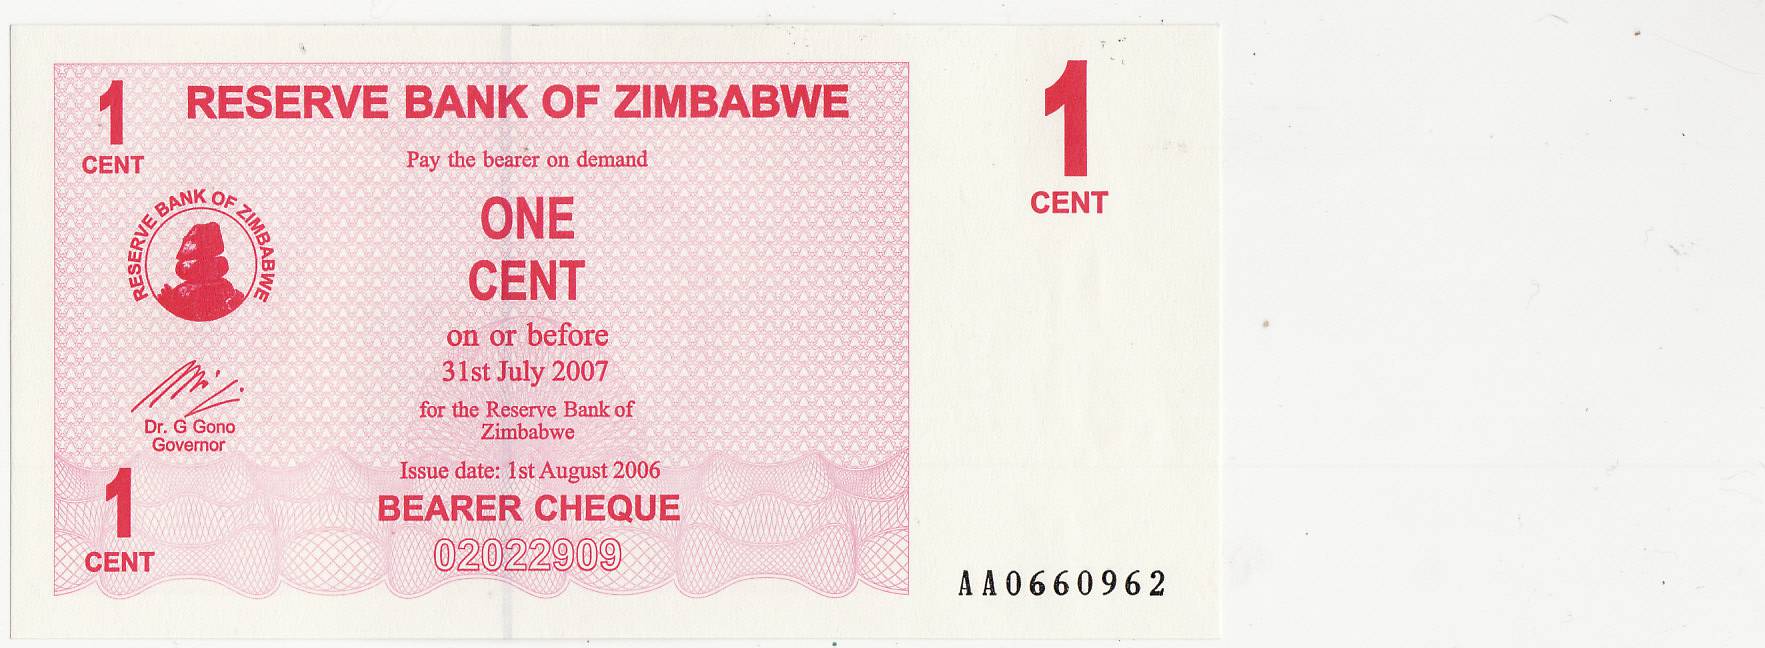 1
CENT
RESERVE BANK OF ZIMBABWE
Pay the bearer on demand
ONE
CENT
on or before
31st July 2007
for the Reserve Bank of
Zimbabwe
Issue date: 1st August 2006
BEARER CHEQUE
02022909
RESERVE BANK OF ZIMBABWE
Dr. G Gono
Governor
1
CENT
1
CENT
AA0660962